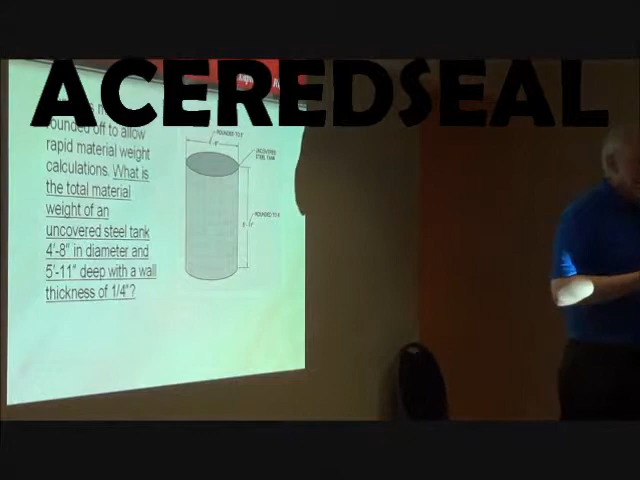 ACEREDSEAL
rounded off to allow
rapid material weight
calculations. What is
the total material
weight of an
uncovered steel tank
4'-8" in diameter and
5'-11" deep with a wall
thickness of 1/4"?
ROUNDED TO 5'
UNCOVERED
STEEL TANK
ROUNDED TO 6'